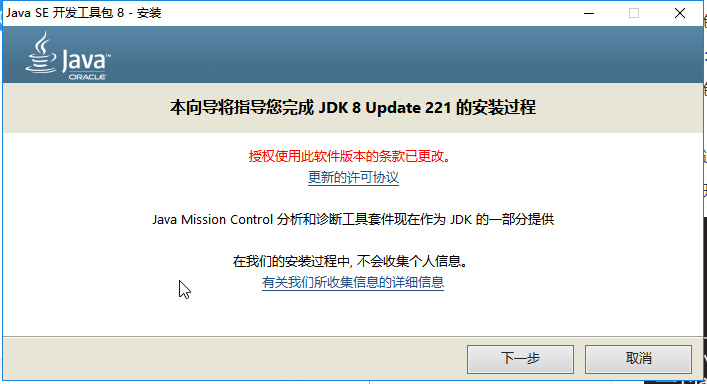 Java SE 开发工具包 8 - 安装
Java
ORACLE
本向导将指导您完成 JDK 8 Update 221 的安装过程
授权使用此软件版本的条款已更改。
更新的许可协议
Java Mission Control 分析和诊断工具套件现在作为 JDK 的一部分提供
在我们的安装过程中, 不会收集个人信息。
有关我们所收集信息的详细信息
下一步
取消